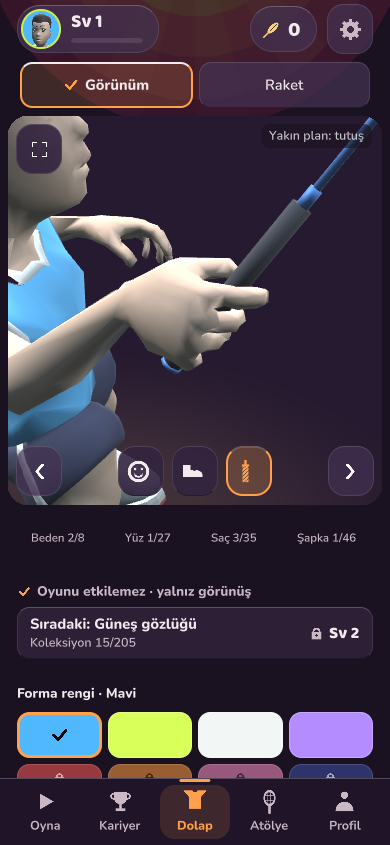 Sv 1
0
Görünüm
Raket
Yakın plan: tutuş
Beden 2/8
Yüz 1/27
Saç 3/35
Şapka 1/46
Oyunu etkilemez · yalnız görünüş
Sıradaki: Güneş gözlüğü
Koleksiyon 15/205
Sv 2
Forma rengi · Mavi
Oyna
Kariyer
Dolap
Atölye
Profil